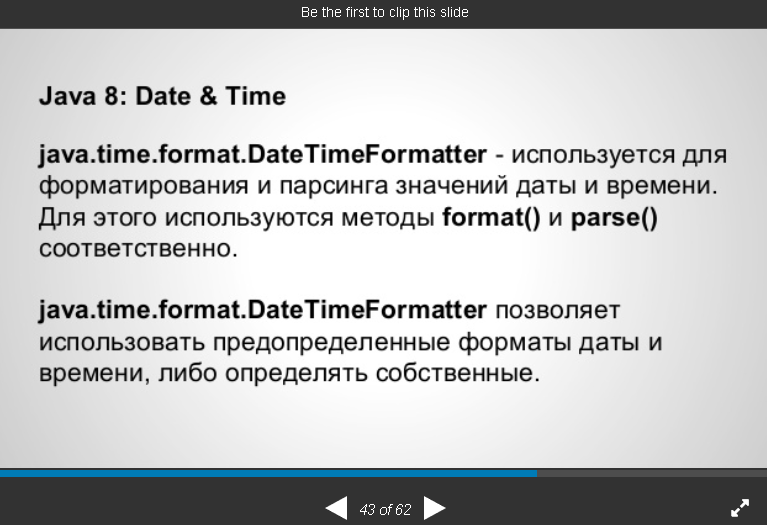 Be the first to clip this slide
Java 8: Date & Time
java.time.format.DateTimeFormatter - используется для
форматирования и парсинга значений даты и времени.
Для этого используются методы format() и parse()
соответственно.
java.time.format.DateTimeFormatter позволяет
использовать предопределенные форматы даты и
времени, либо определять собственные.
43 of 62